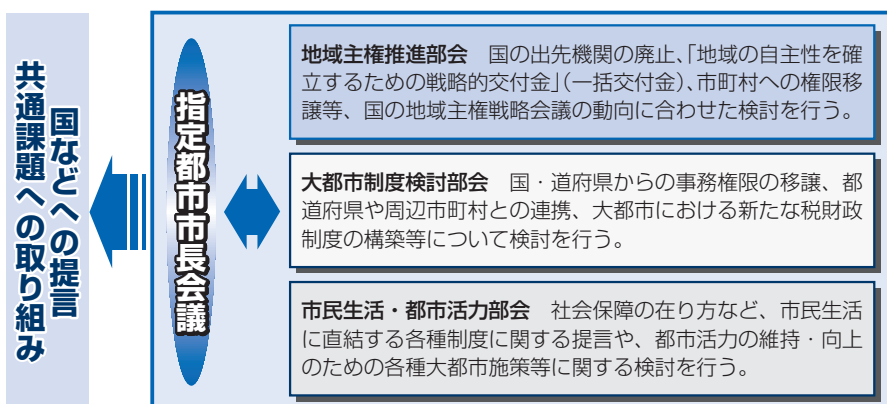 国などへの提言
共通課題への取り組み
指定都市市長会議
地域主権推進部会　国の出先機関の廃止、「地域の自主性を確
立するための戦略的交付金」（一括交付金）、市町村への権限移
譲等、国の地域主権戦略会議の動向に合わせた検討を行う。
大都市制度検討部会　国・道府県からの事務権限の移譲、都
道府県や周辺市町村との連携、大都市における新たな税財政
制度の構築等について検討を行う。
市民生活・都市活力部会　社会保障の在り方など、市民生活
に直結する各種制度に関する提言や、都市活力の維持・向上
のための各種大都市施策等に関する検討を行う。